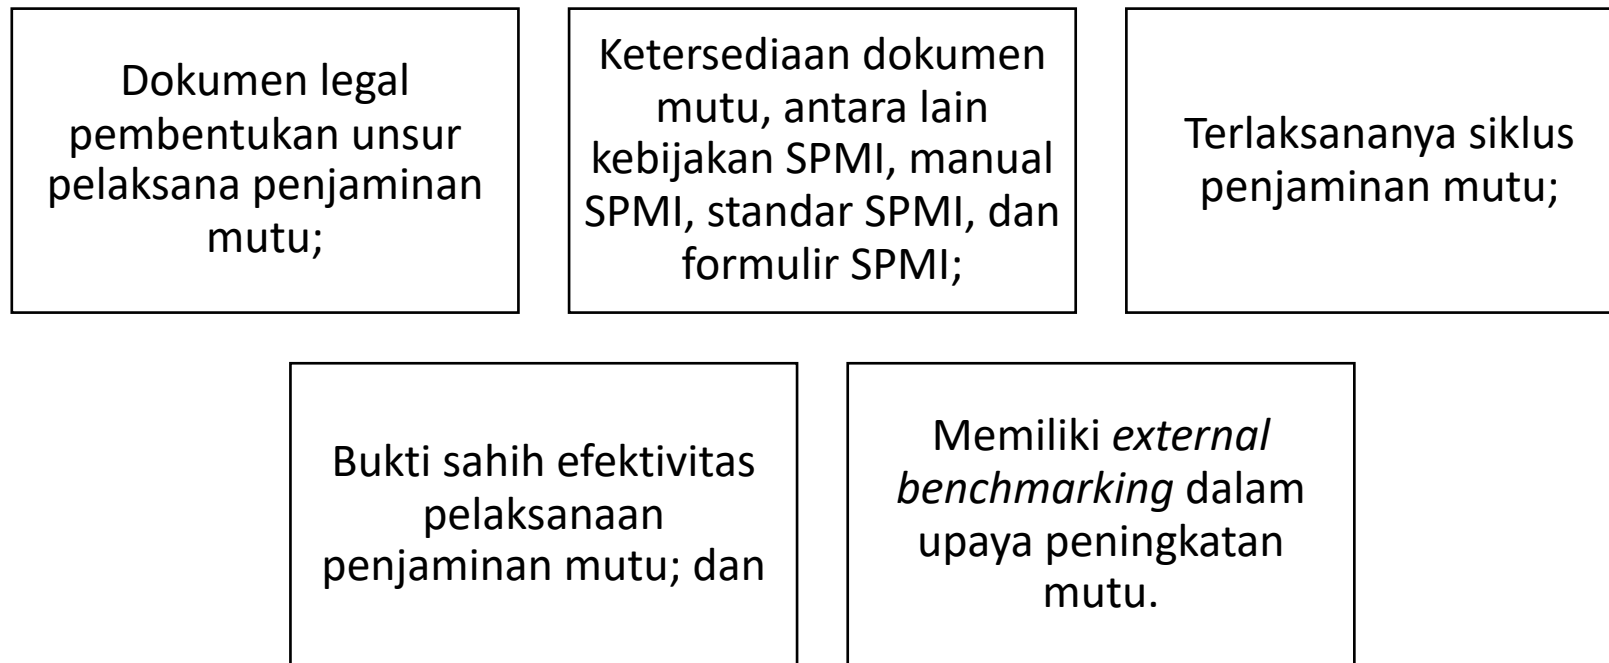 Dokumen legal
pembentukan unsur
pelaksana penjaminan
mutu;
Ketersediaan dokumen
mutu, antara lain
kebijakan SPMI, manual
SPMI, standar SPMI, dan
formulir SPMI;
Terlaksananya siklus
penjaminan mutu;
Bukti sahih efektivitas
pelaksanaan
penjaminan mutu; dan
Memiliki external
benchmarking dalam
upaya peningkatan
mutu.